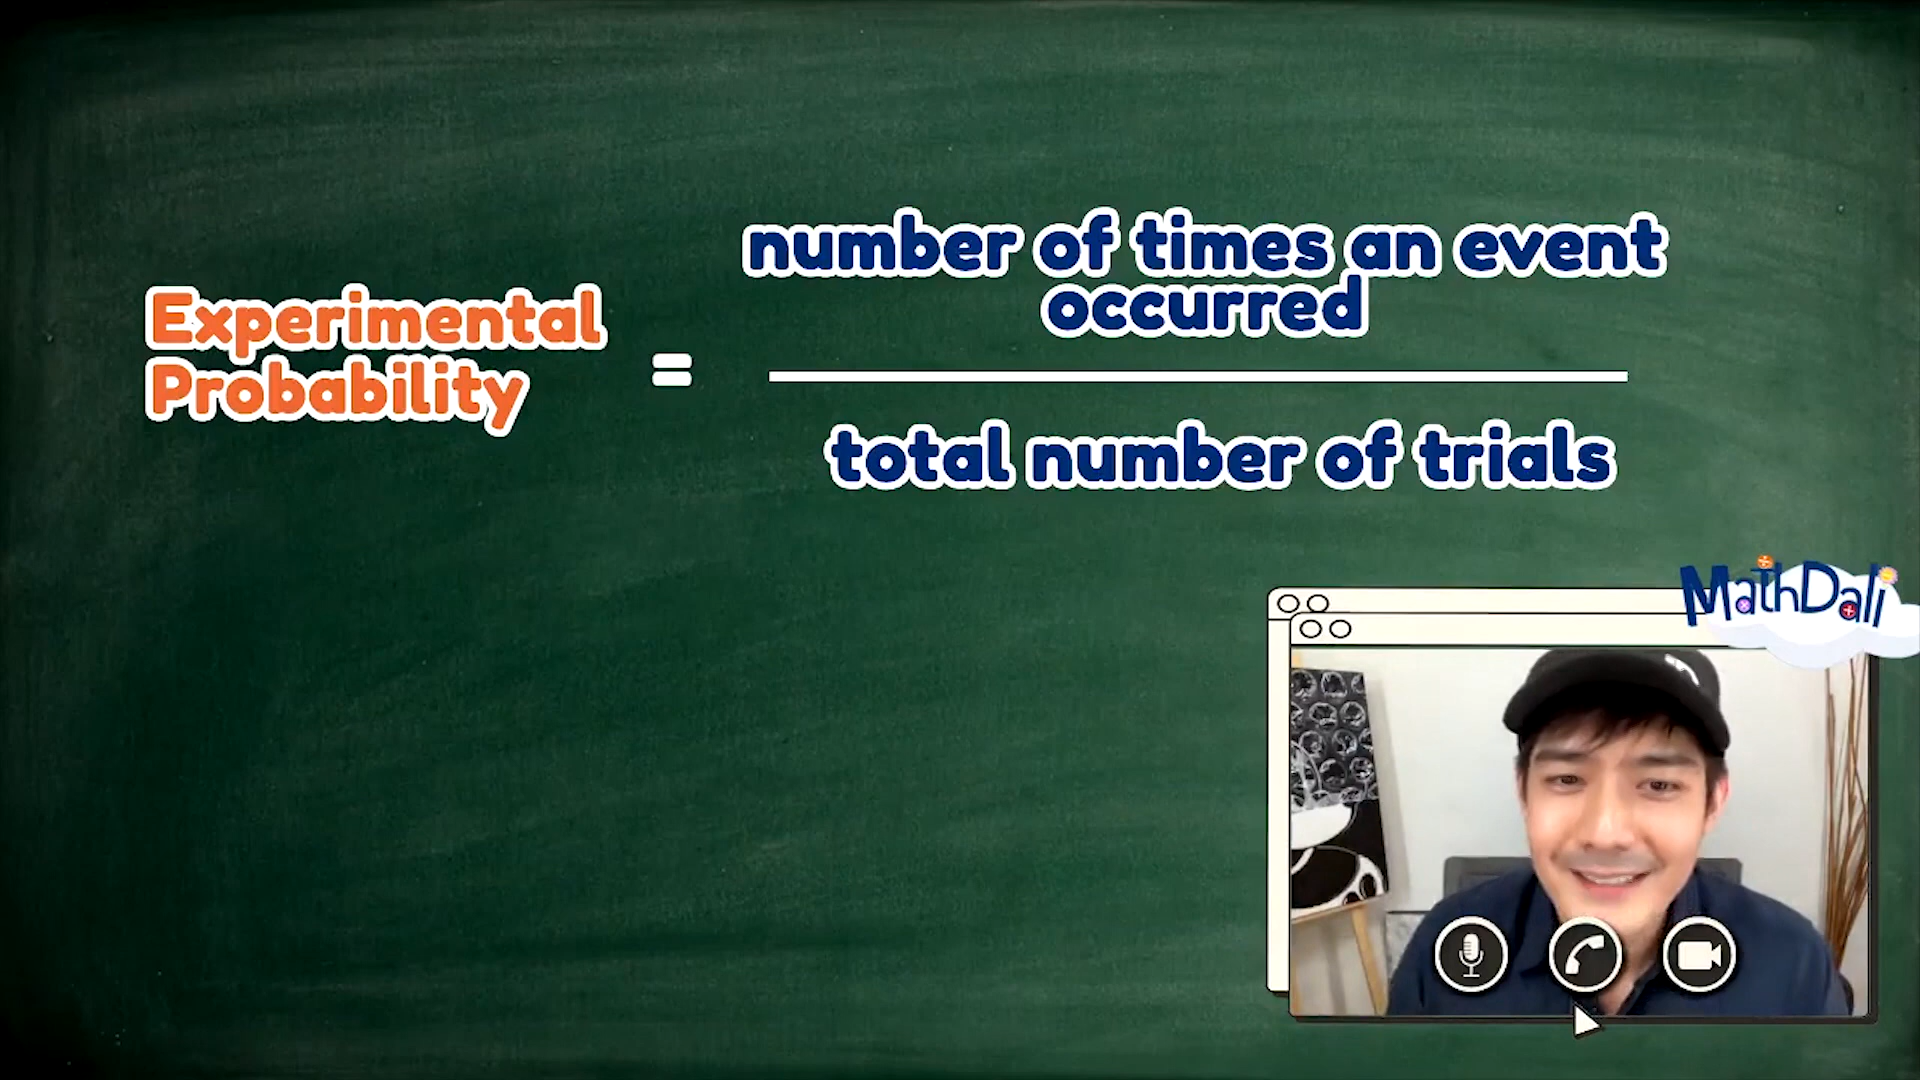 number of times an event
occurred
Experimental
Probability
=
total number of trials
MathDali